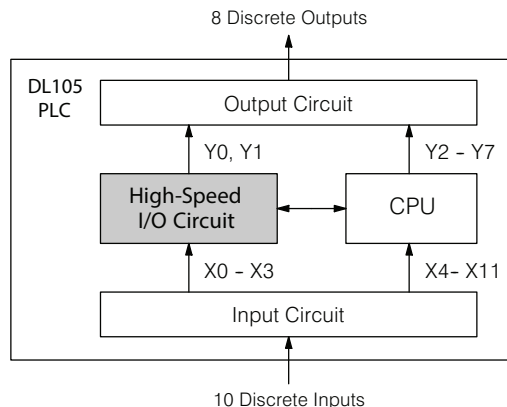 8 Discrete Outputs
DL105
PLC
Output Circuit
Y0, Y1
Y2 - Y7
High-Speed
I/O Circuit
CPU
X0 - X3
X4- X11
Input Circuit
10 Discrete Inputs